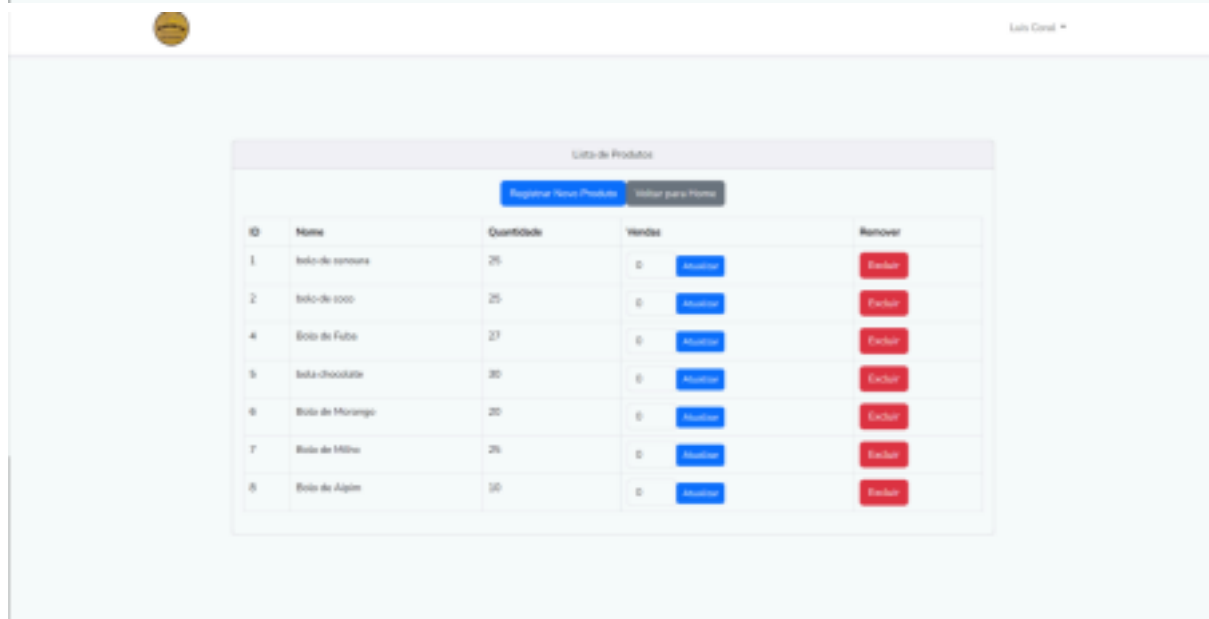 Luis
Lista de Produtos
Registrar Novo Produto Voltar para Home
ID Nome Quantidade Vendas Remover
1 bolo de cenoura 25 0 Atualizar Excluir
2 bolo de coco 25 0 Atualizar Excluir
4 Bolo de Fuba 27 0 Atualizar Excluir
5 chocolate 30 0 Atualizar Excluir
6 Bolo de Morango 20 0 Atualizar Excluir
7 Bolo de Milho 25 0 Atualizar Excluir
8 Bolo de Aipim 10 0 Atualizar Excluir